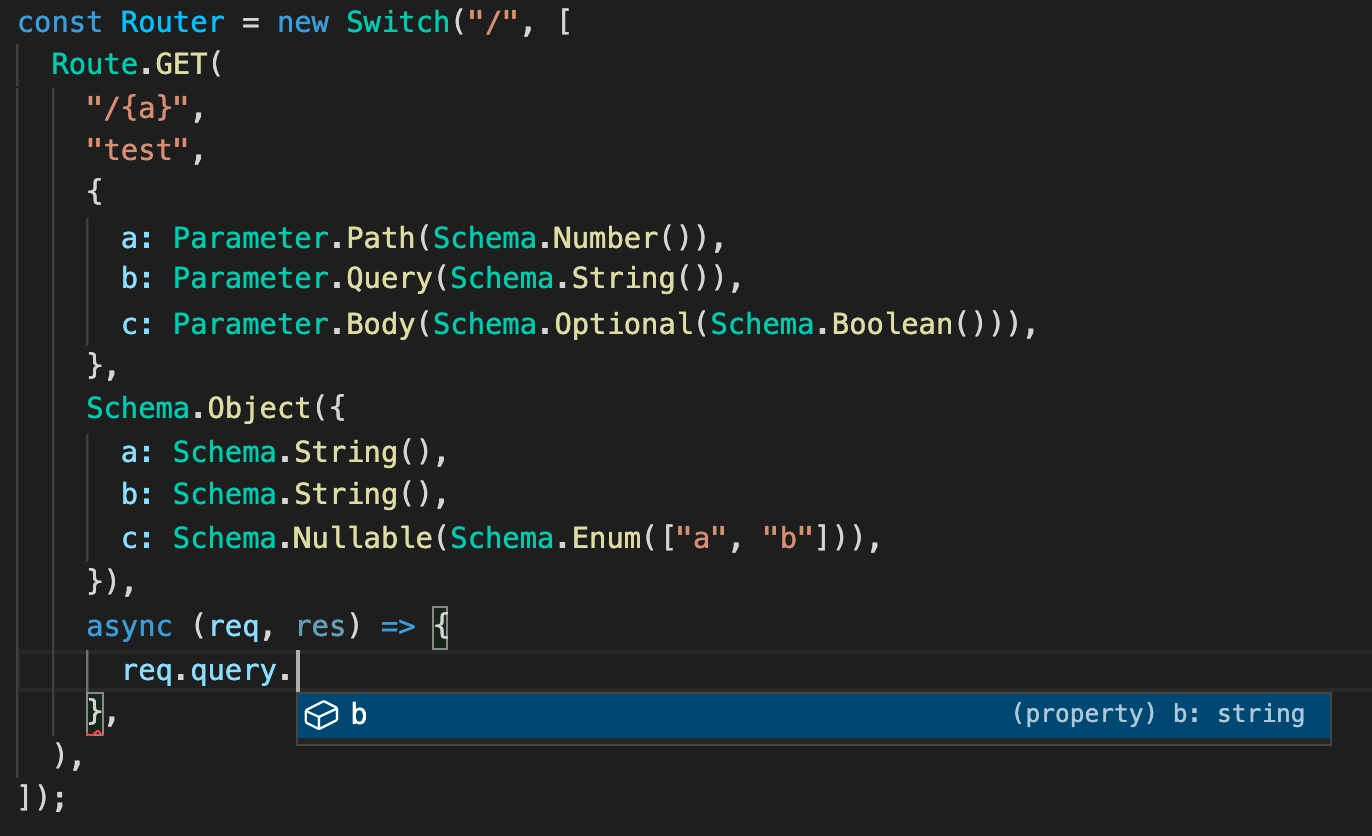 const Router = new Switch("/", [
  Route.GET(
    "/{a}",
    "test",
    {
      a: Parameter.Path(Schema.Number()),
      b: Parameter.Query(Schema.String()),
      c: Parameter.Body(Schema.Optional(Schema.Boolean())),
    },
    Schema.Object({
      a: Schema.String(),
      b: Schema.String(),
      c: Schema.Nullable(Schema.Enum(["a", "b"])),
    }),
    async (req, res) => {
      req.query.
b (property) b: string
    },
  ),
]);